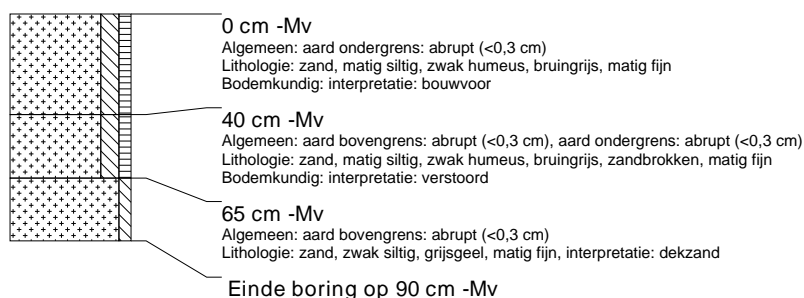 0 cm -Mv
Algemeen: aard ondergrens: abrupt (<0,3 cm)
Lithologie: zand, matig siltig, zwak humeus, bruingrijs, matig fijn
Bodemkundig: interpretatie: bouwvoor
40 cm -Mv
Algemeen: aard bovengrens: abrupt (<0,3 cm), aard ondergrens: abrupt (<0,3 cm)
Lithologie: zand, matig siltig, zwak humeus, bruingrijs, zandbrokken, matig fijn
Bodemkundig: interpretatie: verstoord
65 cm -Mv
Algemeen: aard bovengrens: abrupt (<0,3 cm)
Lithologie: zand, zwak siltig, grijsgeel, matig fijn, interpretatie: dekzand
Einde boring op 90 cm -Mv